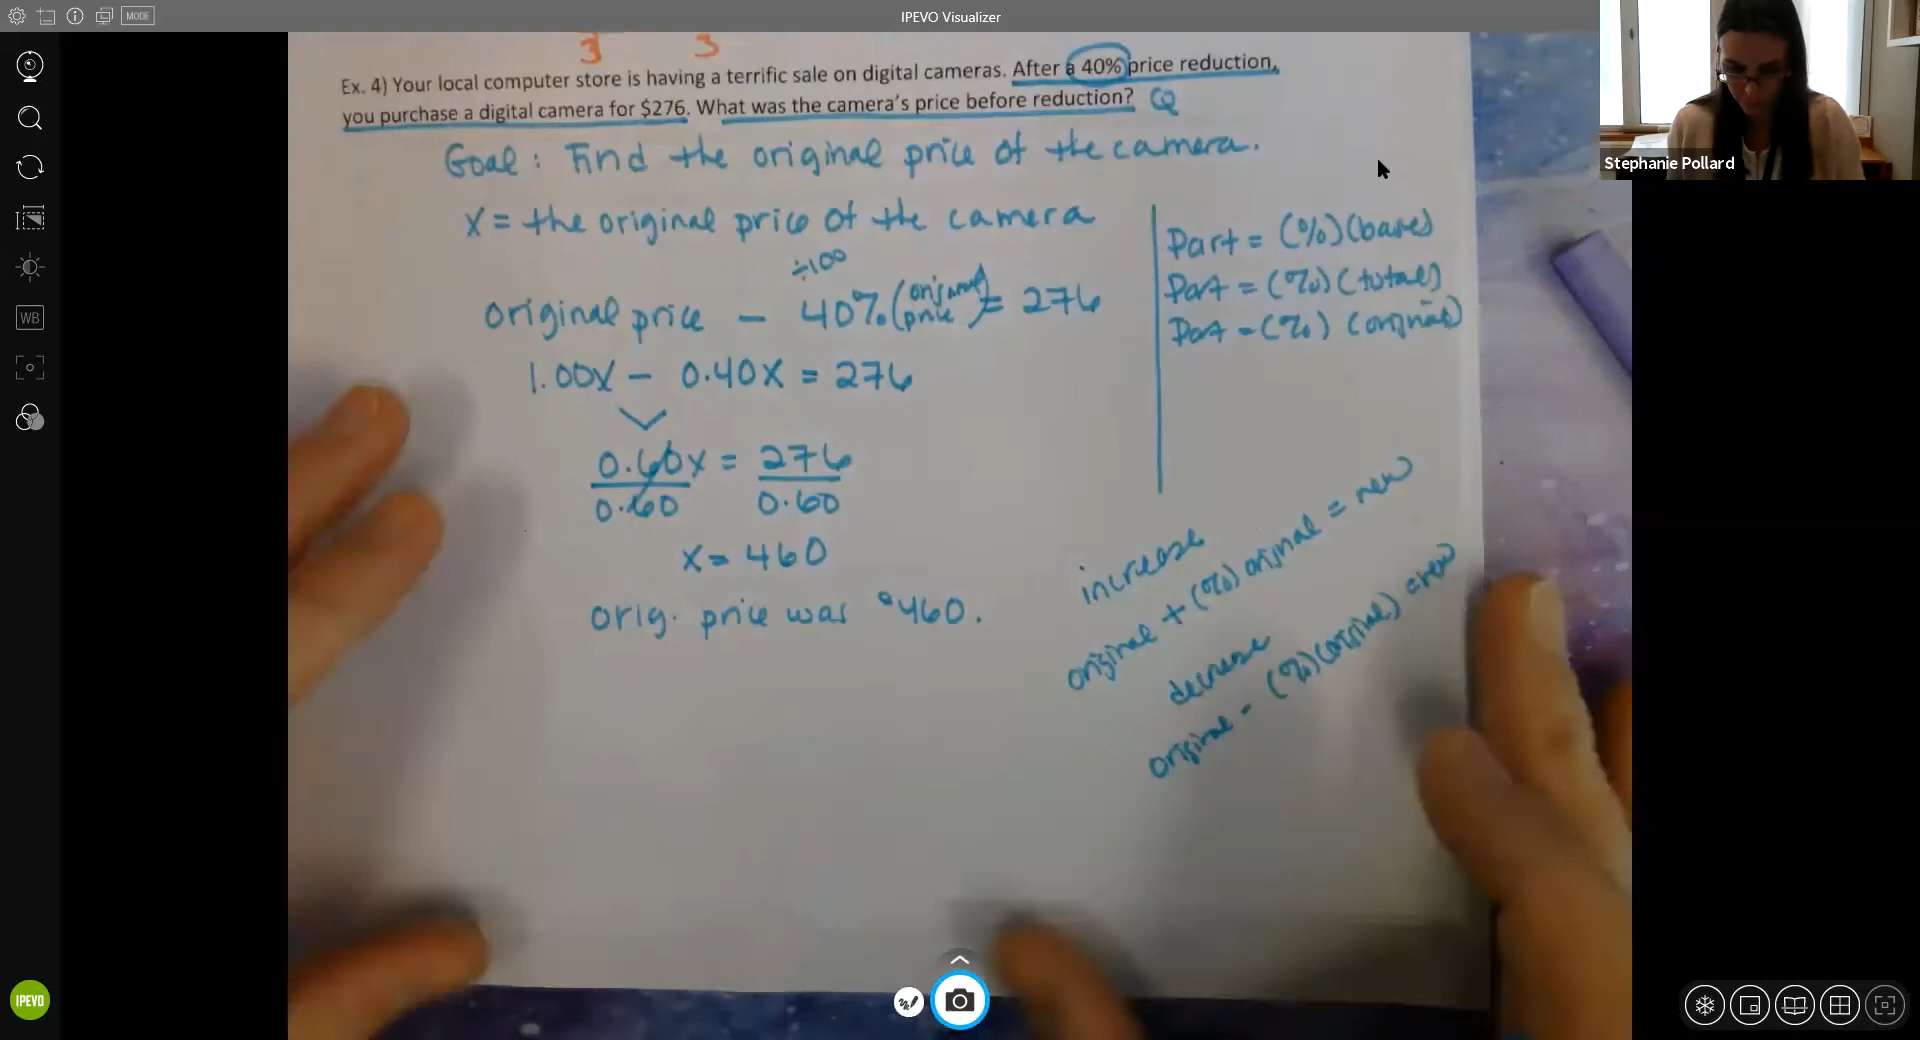 MODE
IPEVO Visualizer
3 3
Ex. 4) Your local computer store is having a terrific sale on digital cameras. After a 40% price reduction,
you purchase a digital camera for $276. What was the camera's price before reduction? Q
Goal: Find the original price of the camera.
x = the original price of the camera
÷100
original price - 40% (original price) = 276
1.00x - 0.40x = 276
0.60x = 276
0.60 0.60
x = 460
orig. price was $460.
Part = (%)(base)
Part = (%)(total)
Part = (%) (original)
increase
original + (%) original = new
decrease
original - (%)(original) = new
Stephanie Pollard
WB
IPEVO